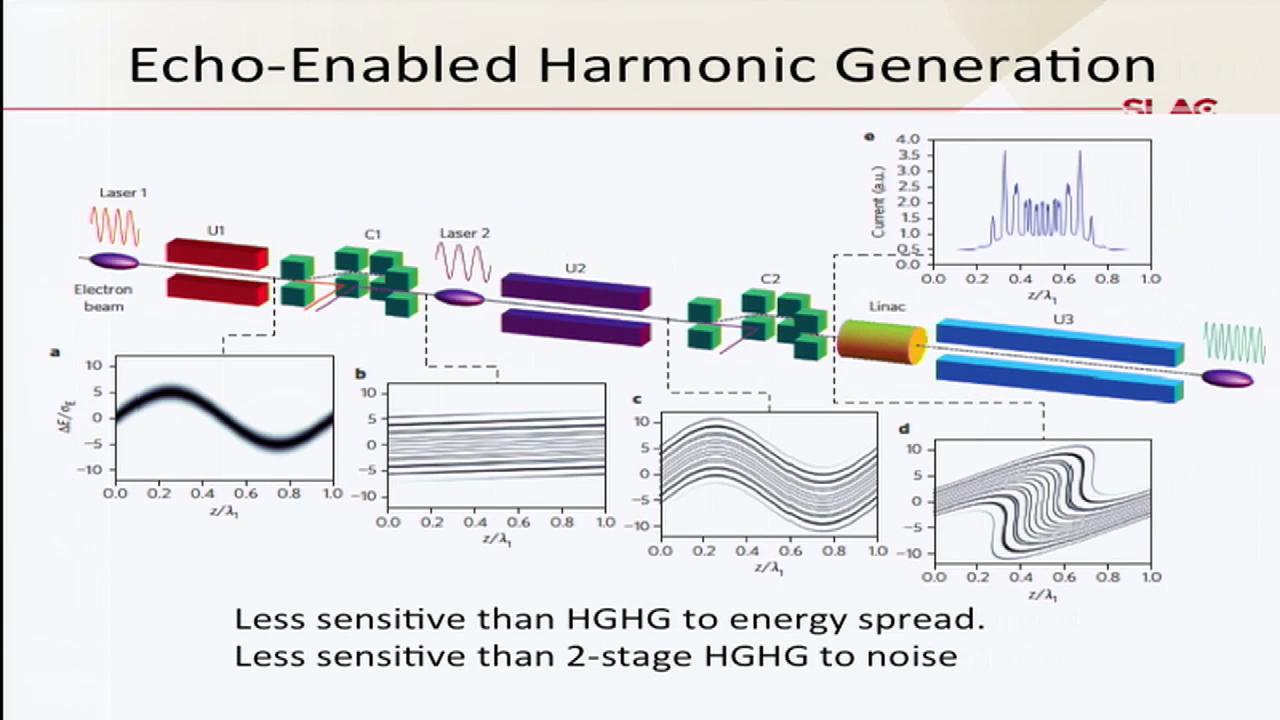 Echo-Enabled Harmonic Generation
SLAC
Laser 1
U1
C1
Laser 2
U2
C2
Linac
U3
Electron
beam
a
ΔE/σE
10
5
0
−5
−10
0.0 0.2 0.4 0.6 0.8 1.0
z/λ1
b
10
5
0
−5
−10
0.0 0.2 0.4 0.6 0.8 1.0
z/λ1
c
10
5
0
−5
−10
0.0 0.2 0.4 0.6 0.8 1.0
z/λ1
d
10
5
0
−5
−10
0.0 0.2 0.4 0.6 0.8 1.0
z/λ1
e
Current (a.u.)
4.0
3.5
3.0
2.5
2.0
1.5
1.0
0.5
0.0
0.0 0.2 0.4 0.6 0.8 1.0
z/λ1
Less sensitive than HGHG to energy spread.
Less sensitive than 2-stage HGHG to noise